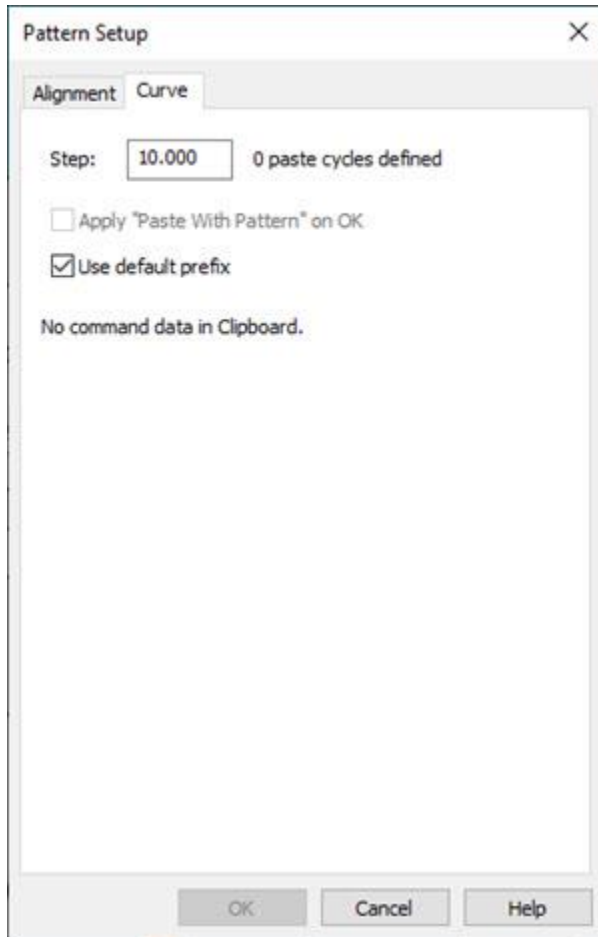 Pattern Setup
Alignment Curve
Step: 10.000 0 paste cycles defined
Apply "Paste With Pattern" on OK
Use default prefix
No command data in Clipboard.
OK Cancel Help